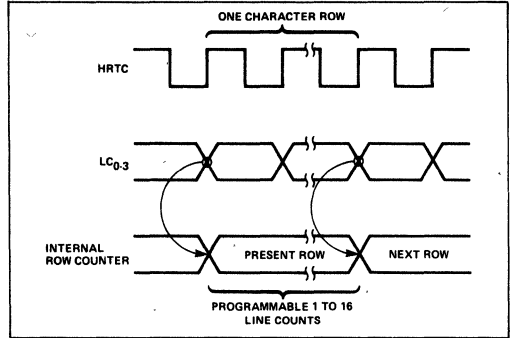 ONE CHARACTER ROW
HRTC
LC0-3
INTERNAL
ROW COUNTER
PRESENT ROW
NEXT ROW
PROGRAMMABLE 1 TO 16
LINE COUNTS